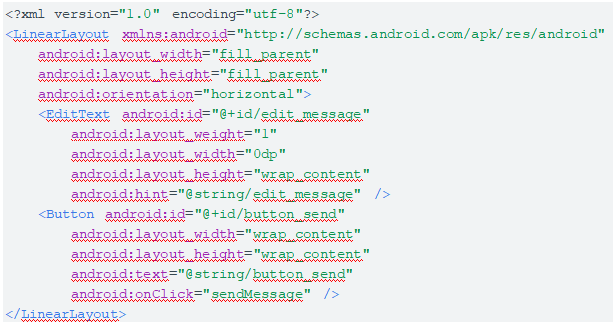 <?xml version="1.0" encoding="utf-8"?>
<LinearLayout xmlns:android="http://schemas.android.com/apk/res/android"
android:layout_width="fill_parent"
android:layout_height="fill_parent"
android:orientation="horizontal">
<EditText android:id="@+id/edit_message"
android:layout_weight="1"
android:layout_width="0dp"
android:layout_height="wrap_content"
android:hint="@string/edit_message" />
<Button android:id="@+id/button_send"
android:layout_width="wrap_content"
android:layout_height="wrap_content"
android:text="@string/button_send"
android:onClick="sendMessage" />
</LinearLayout>